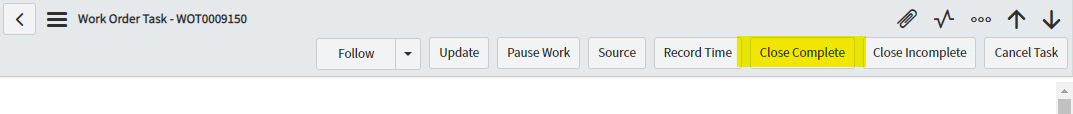 Work Order Task - WOT0009150
Follow Update Pause Work Source Record Time Close Complete Close Incomplete Cancel Task